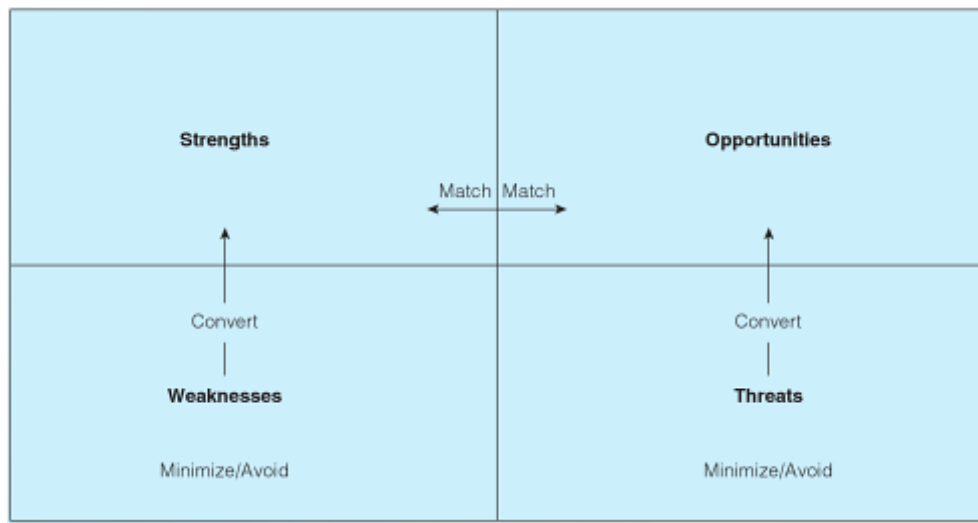 Strengths
Opportunities
Match Match
Convert
Convert
Weaknesses
Threats
Minimize/Avoid
Minimize/Avoid